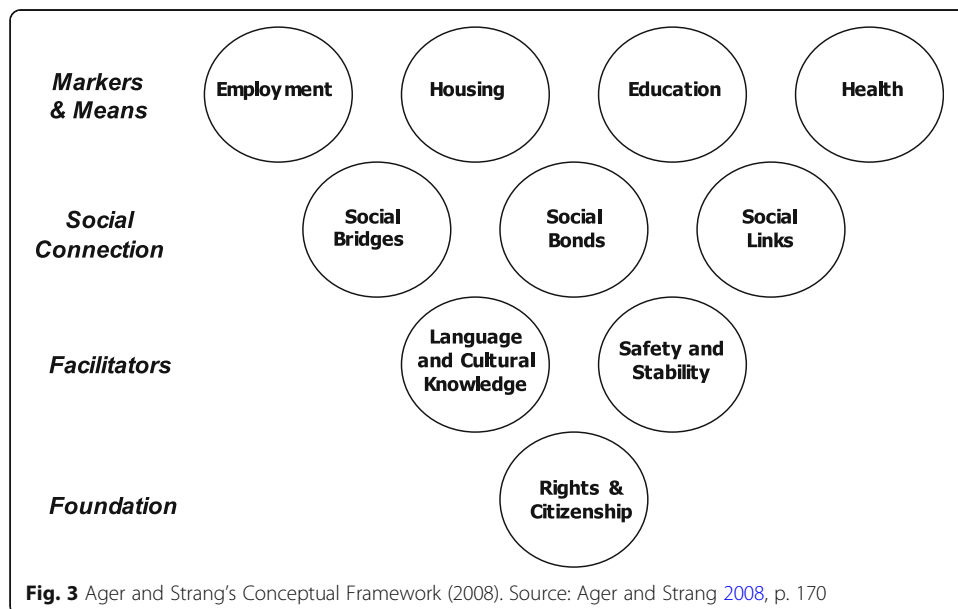 Markers
& Means
Employment
Housing
Education
Health
Social
Connection
Social
Bridges
Social
Bonds
Social
Links
Facilitators
Language
and Cultural
Knowledge
Safety and
Stability
Foundation
Rights &
Citizenship
Fig. 3 Ager and Strang's Conceptual Framework (2008). Source: Ager and Strang 2008, p. 170